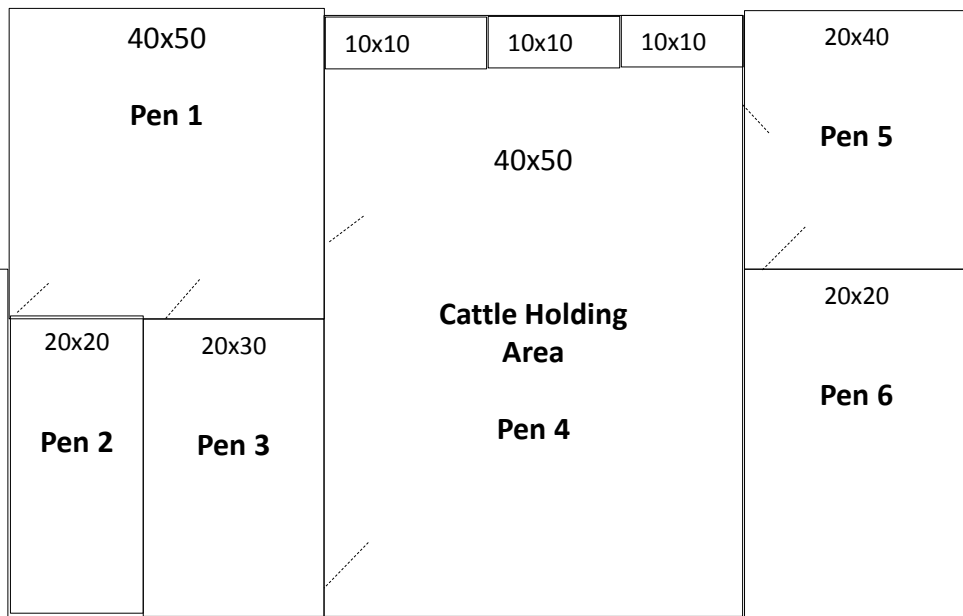 40x50
Pen 1
10x10
10x10
10x10
20x40
Pen 5
40x50
Cattle Holding
Area
Pen 4
20x20
Pen 2
20x30
Pen 3
20x20
Pen 6